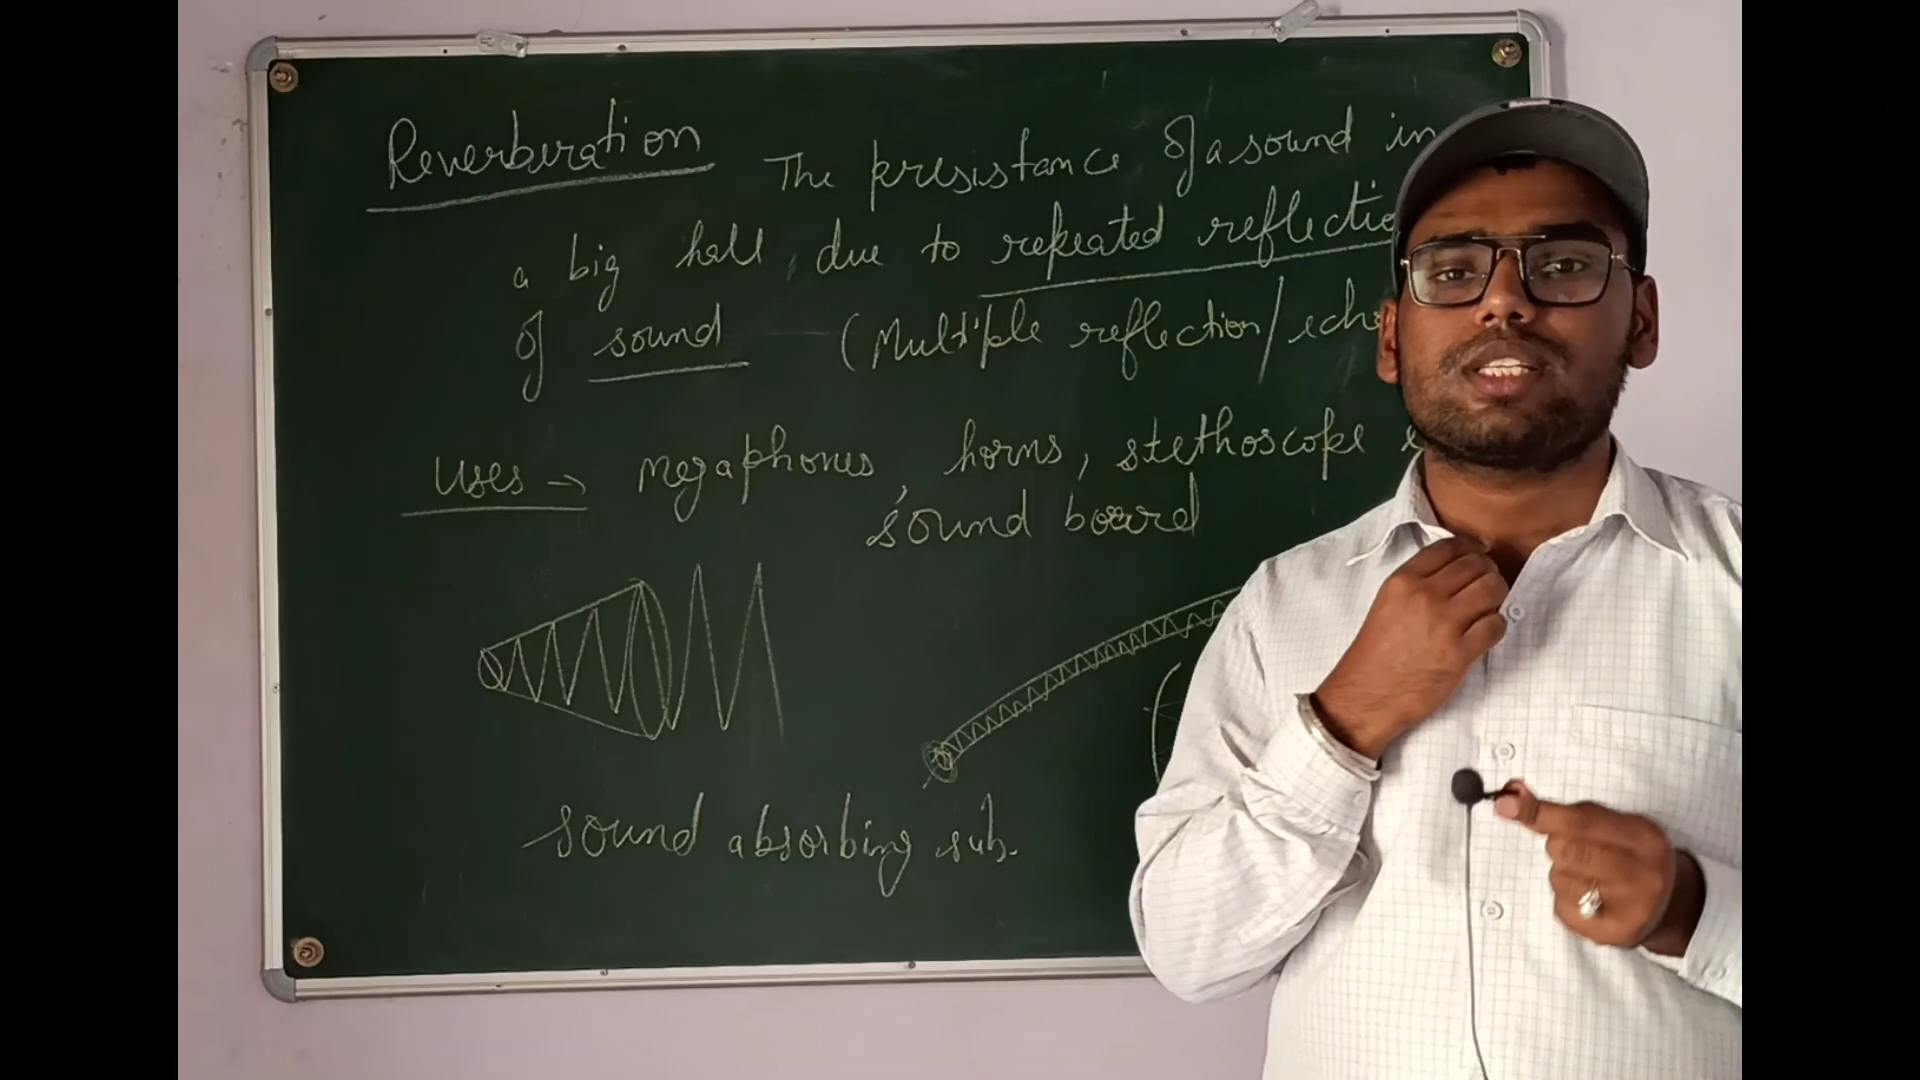 Reverberation The presistance of a sound in
a big hall, due to repeated reflectio
of sound (Multiple reflection/echo
Uses → Megaphones, horns, stethoscope &
sound board
sound absorbing sub.